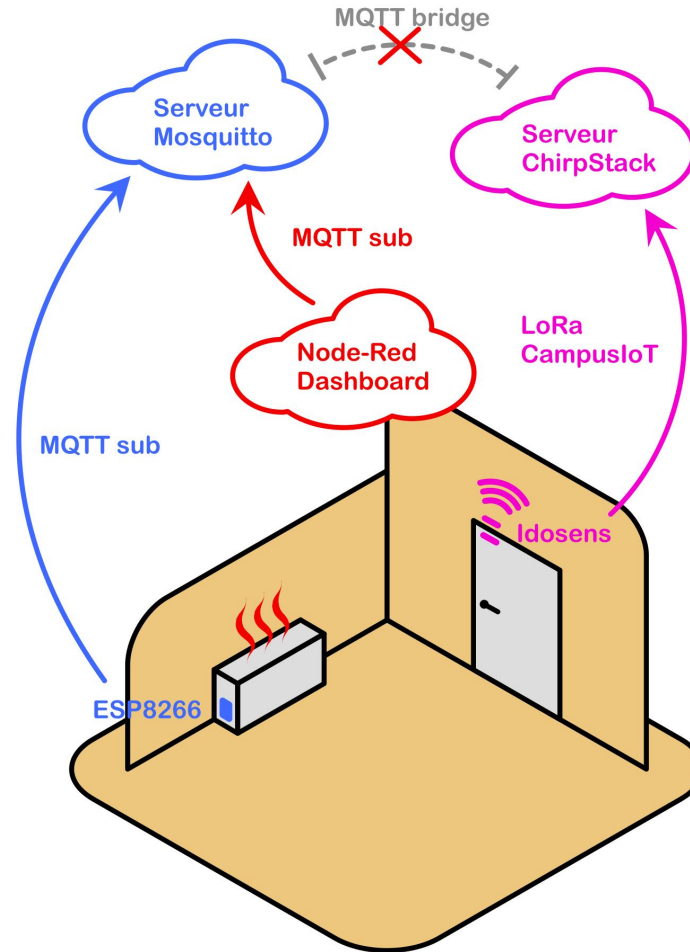 MQTT bridge
Serveur
Mosquitto
Serveur
ChirpStack
MQTT sub
LoRa
CampusIoT
Node-Red
Dashboard
MQTT sub
Idosens
ESP8266